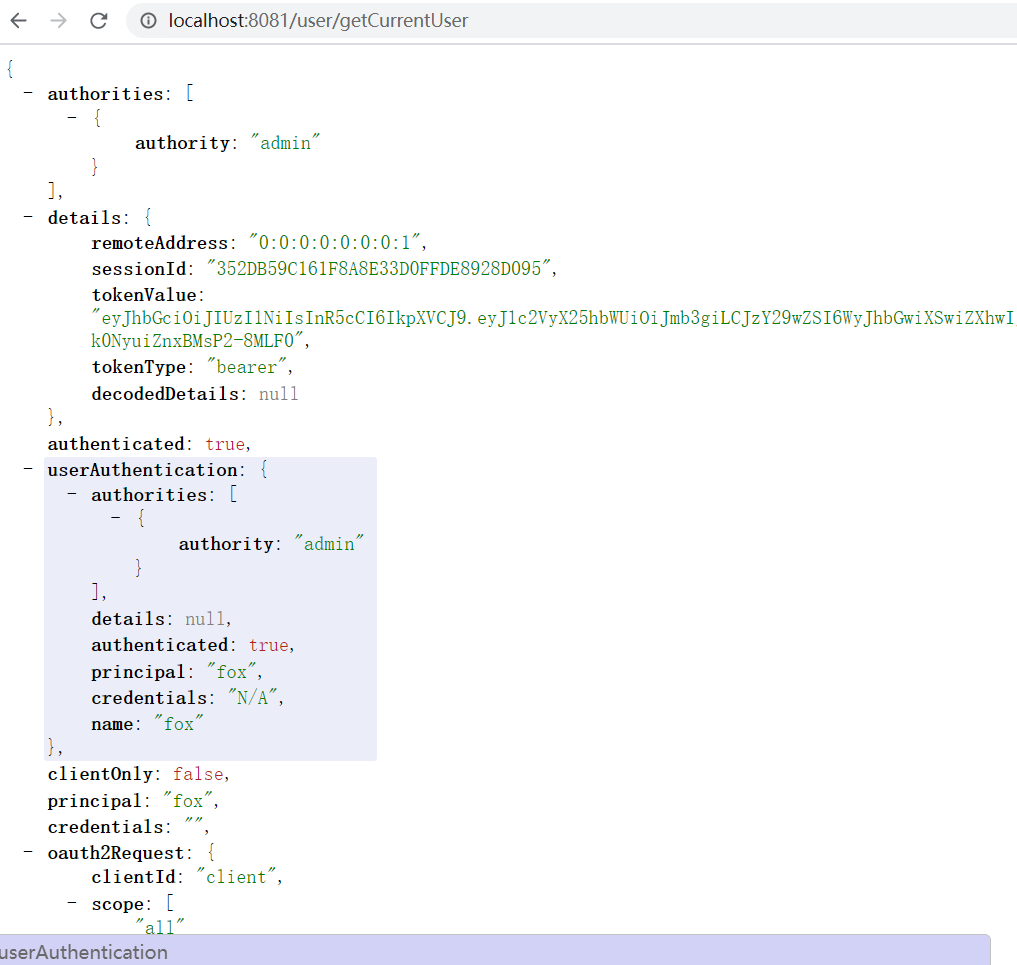 localhost:8081/user/getCurrentUser
{
- authorities: [
- {
authority: "admin"
}
],
- details: {
remoteAddress: "0:0:0:0:0:0:0:1",
sessionId: "352DB59C161F8A8E33D0FFDE8928D095",
tokenValue:
"eyJhbGciOiJIUzI1NiIsInR5cCI6IkpXVCJ9.eyJ1c2VyX25hbWUiOiJmb3giLCJzY29wZSI6WyJhbGwiXSwiZXhwI
k0NyuiZnxBMsP2-8MLF0",
tokenType: "bearer",
decodedDetails: null
},
authenticated: true,
- userAuthentication: {
- authorities: [
- {
authority: "admin"
}
],
details: null,
authenticated: true,
principal: "fox",
credentials: "N/A",
name: "fox"
},
clientOnly: false,
principal: "fox",
credentials: "",
- oauth2Request: {
clientId: "client",
- scope: [
"all"
userAuthentication